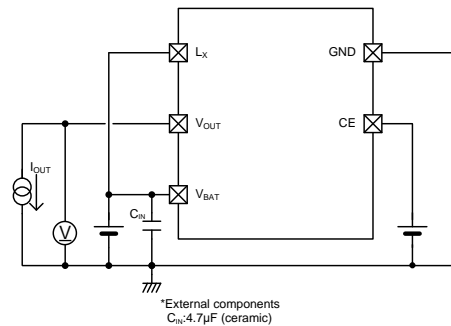 LX
GND
VOUT
CE
IOUT
VBAT
CIN
V
*External components
CIN:4.7μF (ceramic)